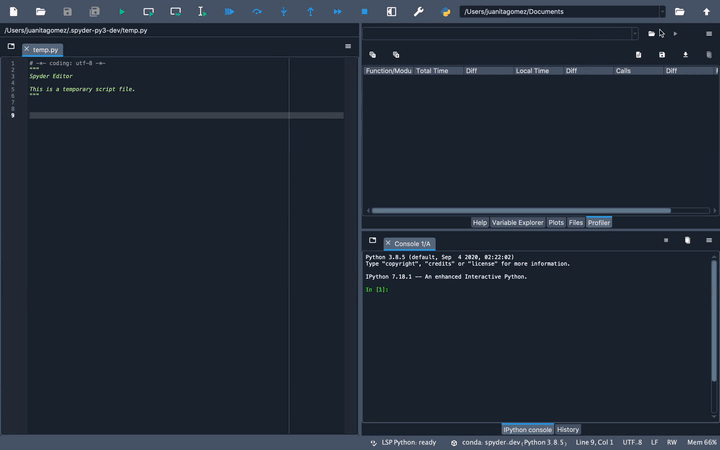 /Users/juanitagomez/Documents
/Users/juanitagomez/.spyder-py3-dev/temp.py
temp.py
1 # -*- coding: utf-8 -*-
2 """
3 Spyder Editor
4
5 This is a temporary script file.
6 """
7
8
9
Function/Modu Total Time Diff Local Time Diff Calls Diff
Help Variable Explorer Plots Files Profiler
Console 1/A
Python 3.8.5 (default, Sep 4 2020, 02:22:02)
Type "copyright", "credits" or "license" for more information.
IPython 7.18.1 -- An enhanced Interactive Python.
In [1]:
IPython console History
LSP Python: ready conda: spyder-dev (Python 3.8.5) Line 9, Col 1 UTF-8 LF RW Mem 66%